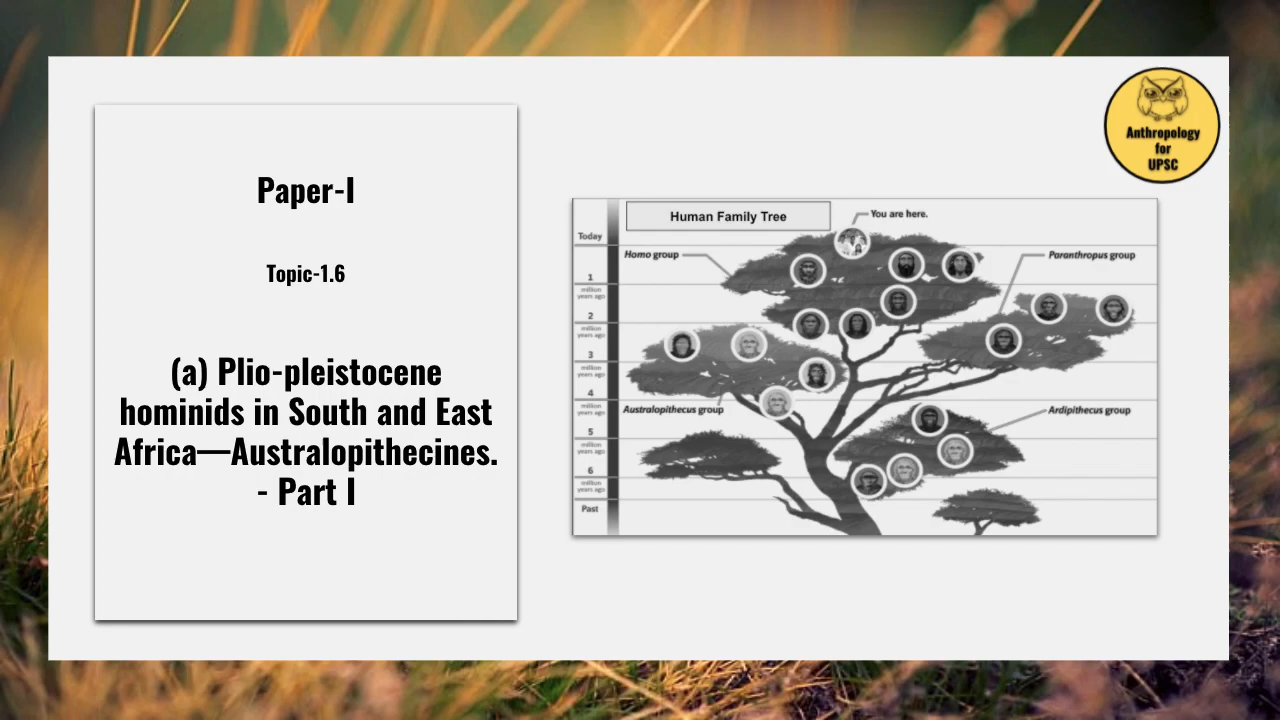 Paper-I
Topic-1.6
(a) Plio-pleistocene
hominids in South and East
Africa—Australopithecines.
- Part I
Anthropology
for
UPSC
Human Family Tree
You are here.
Today
Homo group
Paranthropus group
1
million
years ago
2
million
years ago
3
million
years ago
4
million
years ago
Australopithecus group
Ardipithecus group
5
million
years ago
6
million
years ago
Past